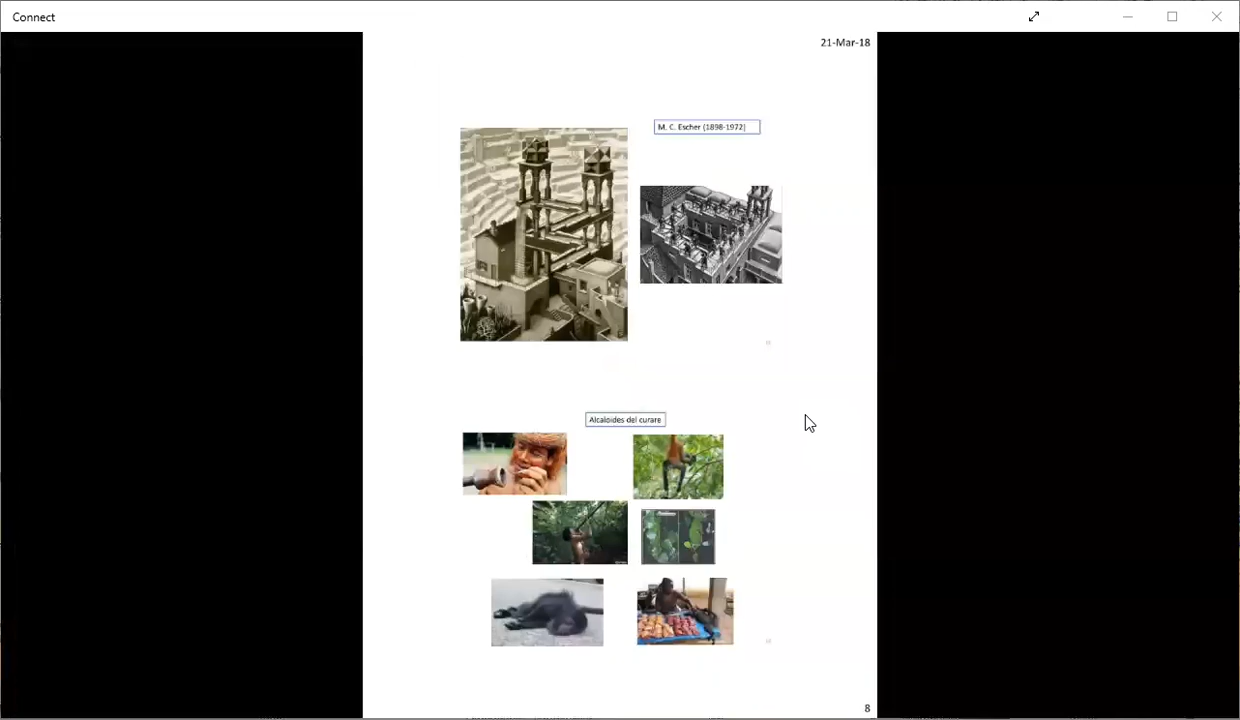 Connect
21-Mar-18
M. C. Escher (1898-1972)
Alcaloides del curare
8